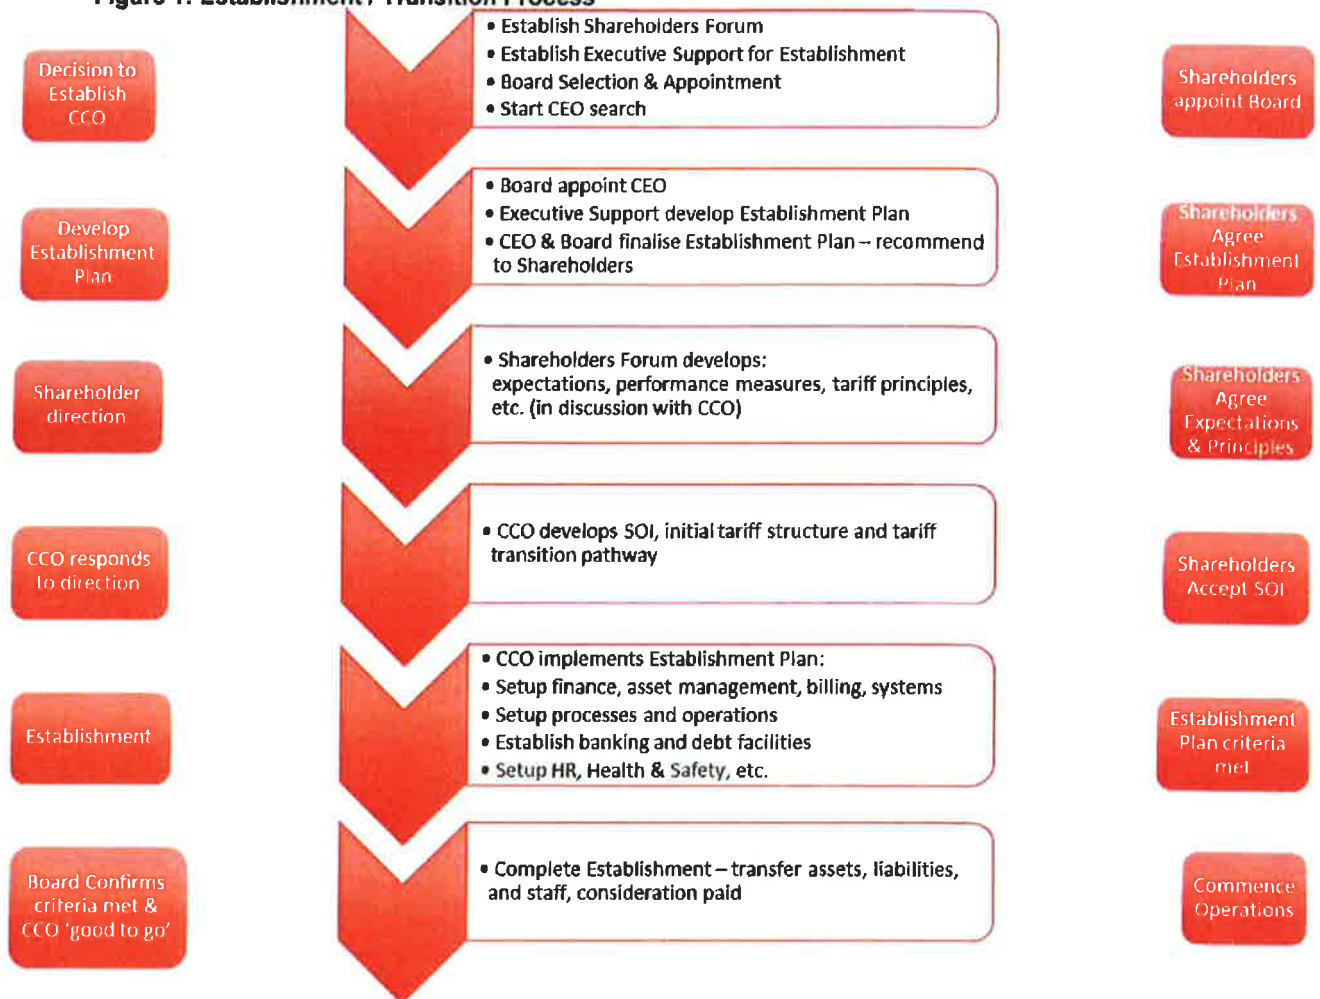 Figure 1: Establishment / Transition Process
Decision to
Establish
CCO
• Establish Shareholders Forum
• Establish Executive Support for Establishment
• Board Selection & Appointment
• Start CEO search
Shareholders
appoint Board
Develop
Establishment
Plan
• Board appoint CEO
• Executive Support develop Establishment Plan
• CEO & Board finalise Establishment Plan – recommend
to Shareholders
Shareholders
Agree
Establishment
Plan
Shareholder
direction
• Shareholders Forum develops:
expectations, performance measures, tariff principles,
etc. (in discussion with CCO)
Shareholders
Agree
Expectations
& Principles
CCO responds
to direction
• CCO develops SOI, initial tariff structure and tariff
transition pathway
Shareholders
Accept SOI
Establishment
• CCO implements Establishment Plan:
• Setup finance, asset management, billing, systems
• Setup processes and operations
• Establish banking and debt facilities
• Setup HR, Health & Safety, etc.
Establishment
Plan criteria
met
Board Confirms
criteria met &
CCO 'good to go'
• Complete Establishment – transfer assets, liabilities,
and staff, consideration paid
Commence
Operations